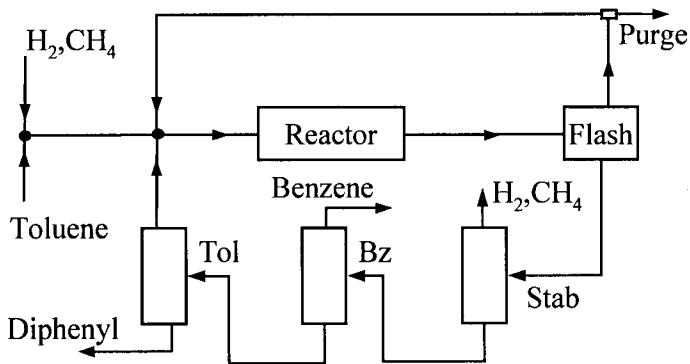 H₂,CH₄
Purge
Reactor
Flash
Toluene
Benzene
H₂,CH₄
Tol
Bz
Stab
Diphenyl